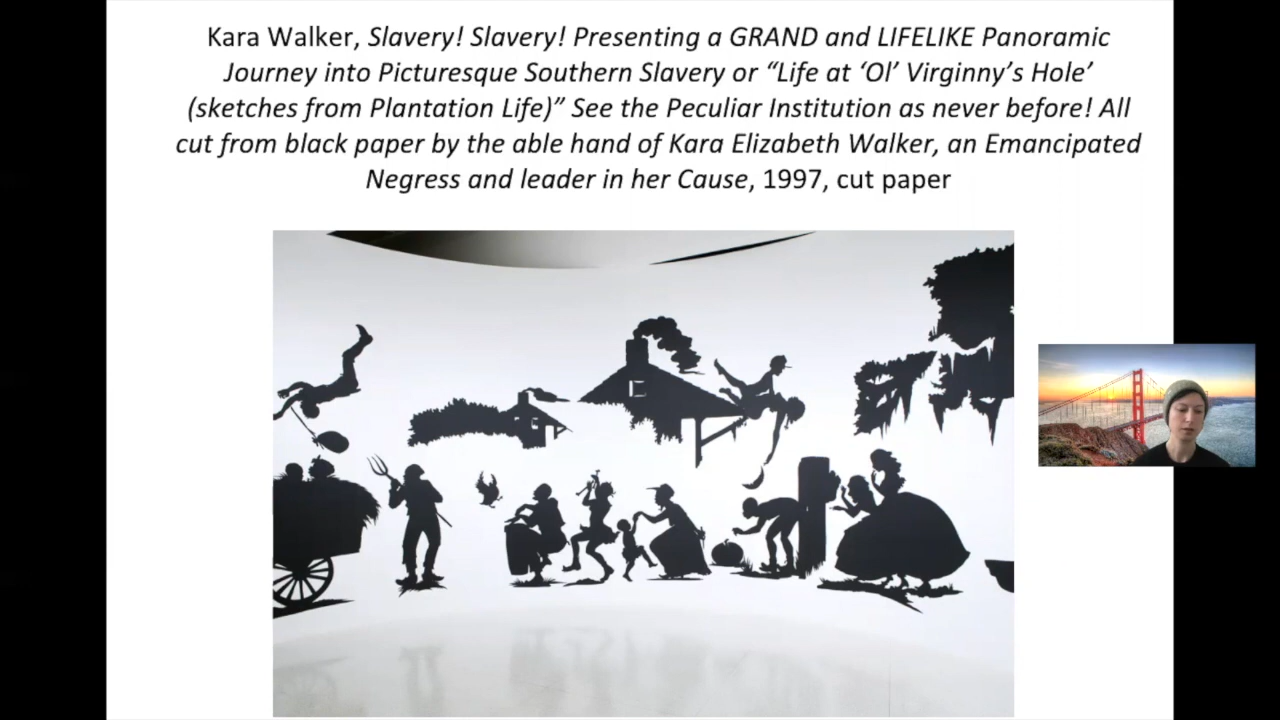 Kara Walker, Slavery! Slavery! Presenting a GRAND and LIFELIKE Panoramic
Journey into Picturesque Southern Slavery or “Life at ‘Ol’ Virginny’s Hole’
(sketches from Plantation Life)” See the Peculiar Institution as never before! All
cut from black paper by the able hand of Kara Elizabeth Walker, an Emancipated
Negress and leader in her Cause, 1997, cut paper